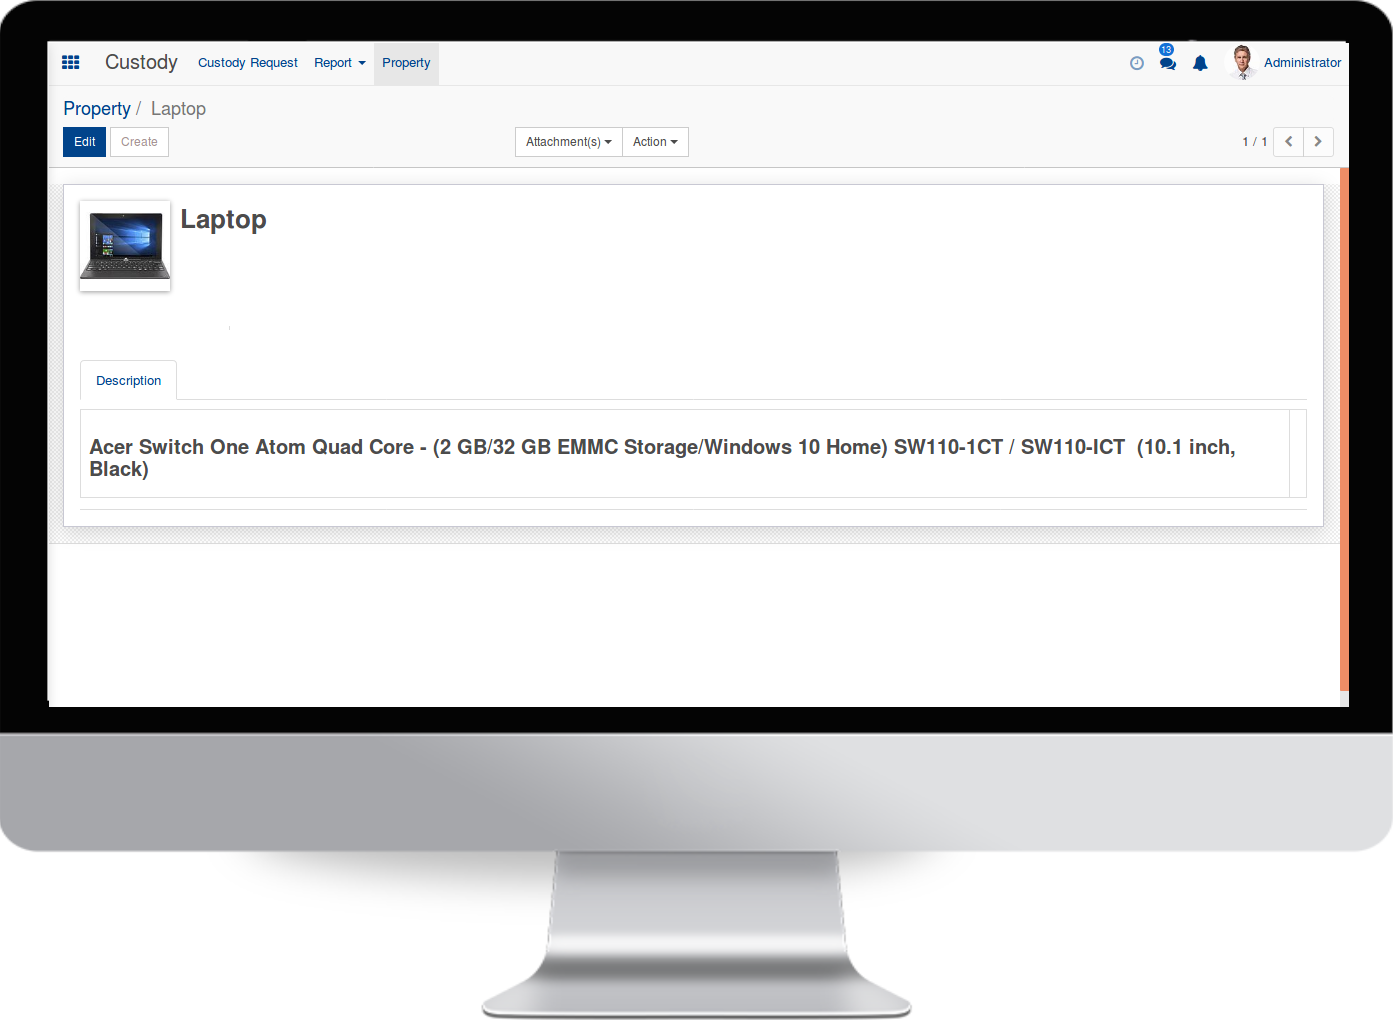 Custody Custody Request Report Property 13 Administrator
Property / Laptop
Edit Create Attachment(s) Action 1 / 1
Laptop
Description
Acer Switch One Atom Quad Core - (2 GB/32 GB EMMC Storage/Windows 10 Home) SW110-1CT / SW110-ICT (10.1 inch,
Black)